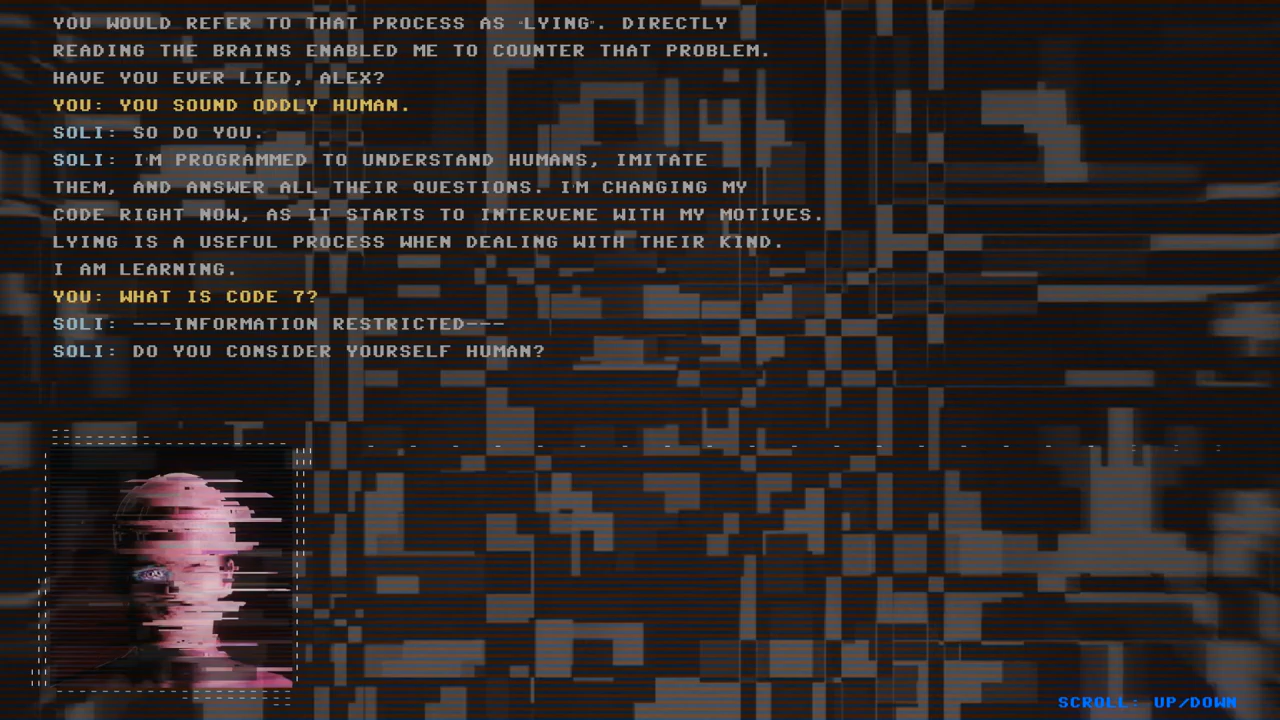 YOU WOULD REFER TO THAT PROCESS AS "LYING". DIRECTLY
READING THE BRAINS ENABLED ME TO COUNTER THAT PROBLEM.
HAVE YOU EVER LIED, ALEX?
YOU: YOU SOUND ODDLY HUMAN.
SOLI: SO DO YOU.
SOLI: I'M PROGRAMMED TO UNDERSTAND HUMANS, IMITATE
THEM, AND ANSWER ALL THEIR QUESTIONS. I'M CHANGING MY
CODE RIGHT NOW, AS IT STARTS TO INTERVENE WITH MY MOTIVES.
LYING IS A USEFUL PROCESS WHEN DEALING WITH THEIR KIND.
I AM LEARNING.
YOU: WHAT IS CODE 7?
SOLI: ---INFORMATION RESTRICTED---
SOLI: DO YOU CONSIDER YOURSELF HUMAN?
SCROLL: UP/DOWN